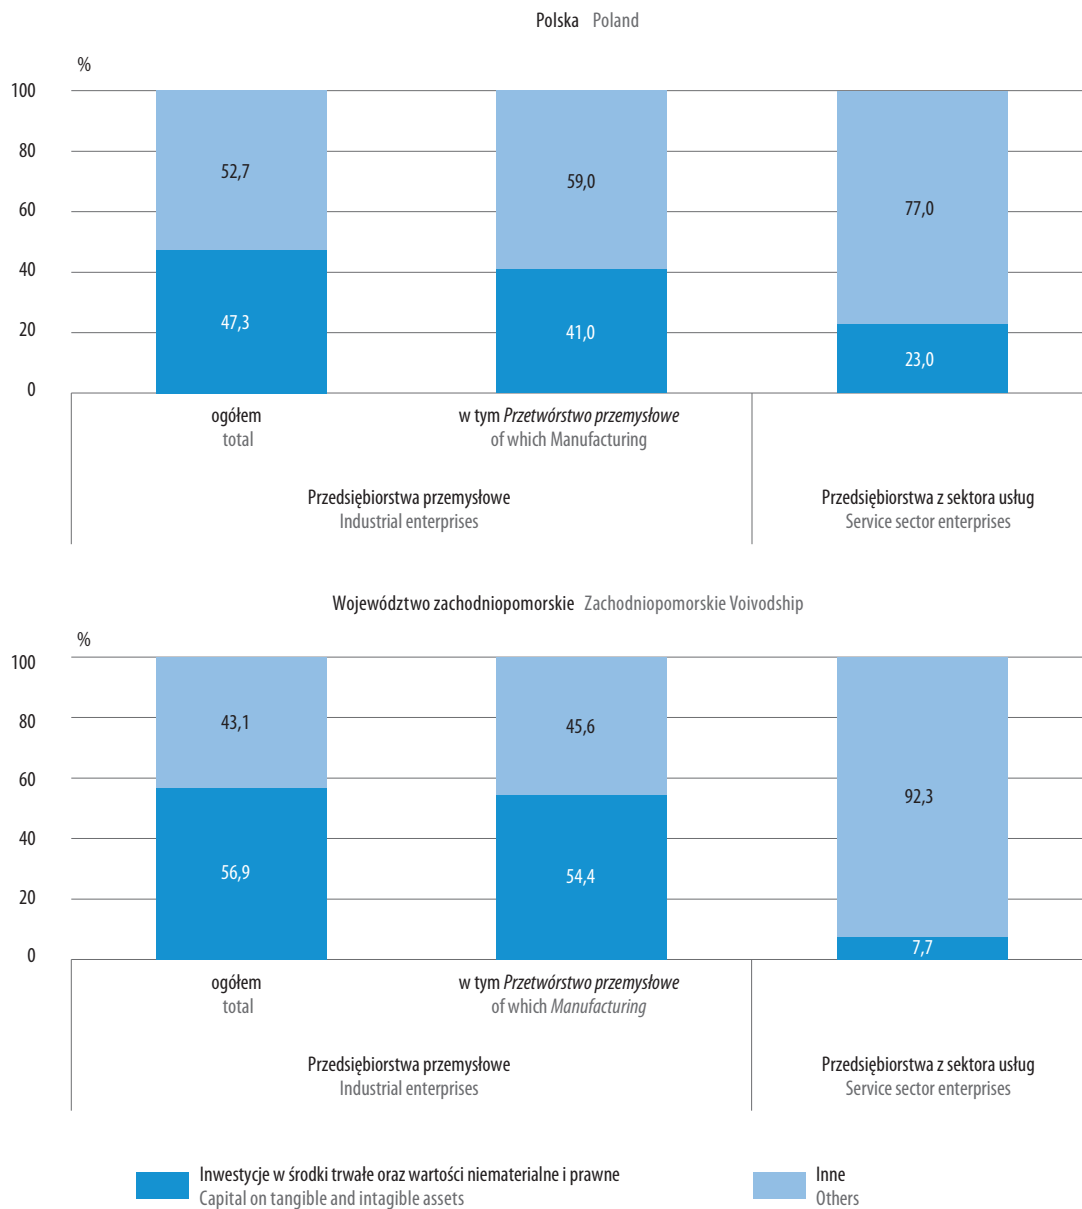 Polska Poland
%
100
80
60
40
20
0
52,7
59,0
77,0
47,3
41,0
23,0
ogółem
total
w tym Przetwórstwo przemysłowe
of which Manufacturing
Przedsiębiorstwa przemysłowe
Industrial enterprises
Przedsiębiorstwa z sektora usług
Service sector enterprises
Województwo zachodniopomorskie Zachodniopomorskie Voivodship
%
100
80
60
40
20
0
43,1
45,6
92,3
56,9
54,4
7,7
ogółem
total
w tym Przetwórstwo przemysłowe
of which Manufacturing
Przedsiębiorstwa przemysłowe
Industrial enterprises
Przedsiębiorstwa z sektora usług
Service sector enterprises
Inwestycje w środki trwałe oraz wartości niematerialne i prawne
Capital on tangible and intagible assets
Inne
Others